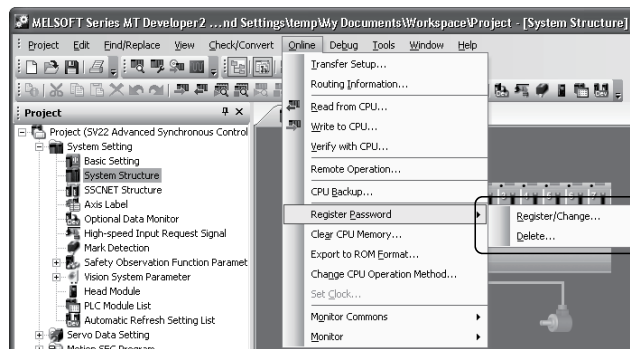 MELSOFT Series MT Developer2 ...nd Settings\temp\My Documents\Workspace\Project - [System Structure]
Project Edit Find/Replace View Check/Convert Online Debug Tools Window Help
Project
Project (SV22 Advanced Synchronous Control
System Setting
Basic Setting
System Structure
SSCNET Structure
Axis Label
Optional Data Monitor
High-speed Input Request Signal
Mark Detection
Safety Observation Function Paramet
Vision System Parameter
Head Module
PLC Module List
Automatic Refresh Setting List
Servo Data Setting
Motion SFC Program
Transfer Setup...
Routing Information...
Read from CPU...
Write to CPU...
Verify with CPU...
Remote Operation...
CPU Backup...
Register Password
Clear CPU Memory...
Export to ROM Format...
Change CPU Operation Method...
Set Clock...
Monitor Commons
Monitor
Register/Change...
Delete...